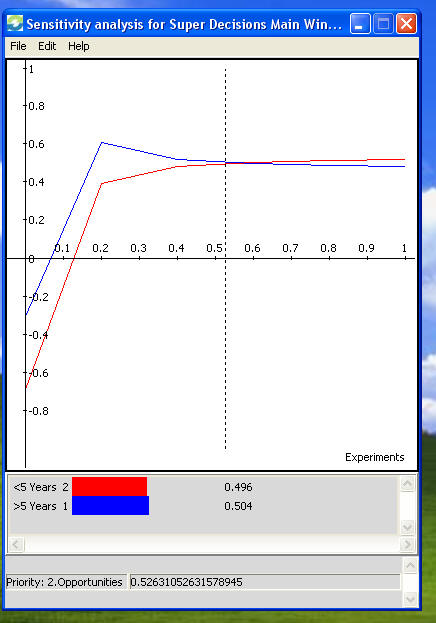 Sensitivity analysis for Super Decisions Main Win...
File Edit Help
1
0.8
0.6
0.4
0.2
0.1 0.2 0.3 0.4 0.5 0.6 0.7 0.8 0.9 1
0
-0.2
-0.4
-0.6
-0.8
Experiments
<5 Years 2 0.496
>5 Years 1 0.504
Priority: 2.Opportunities 0.52631052631578945